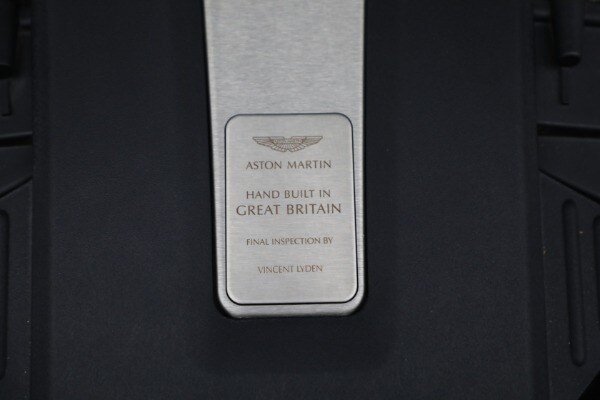 ASTON MARTIN
HAND BUILT IN
GREAT BRITAIN
FINAL INSPECTION BY
VINCENT LYDEN